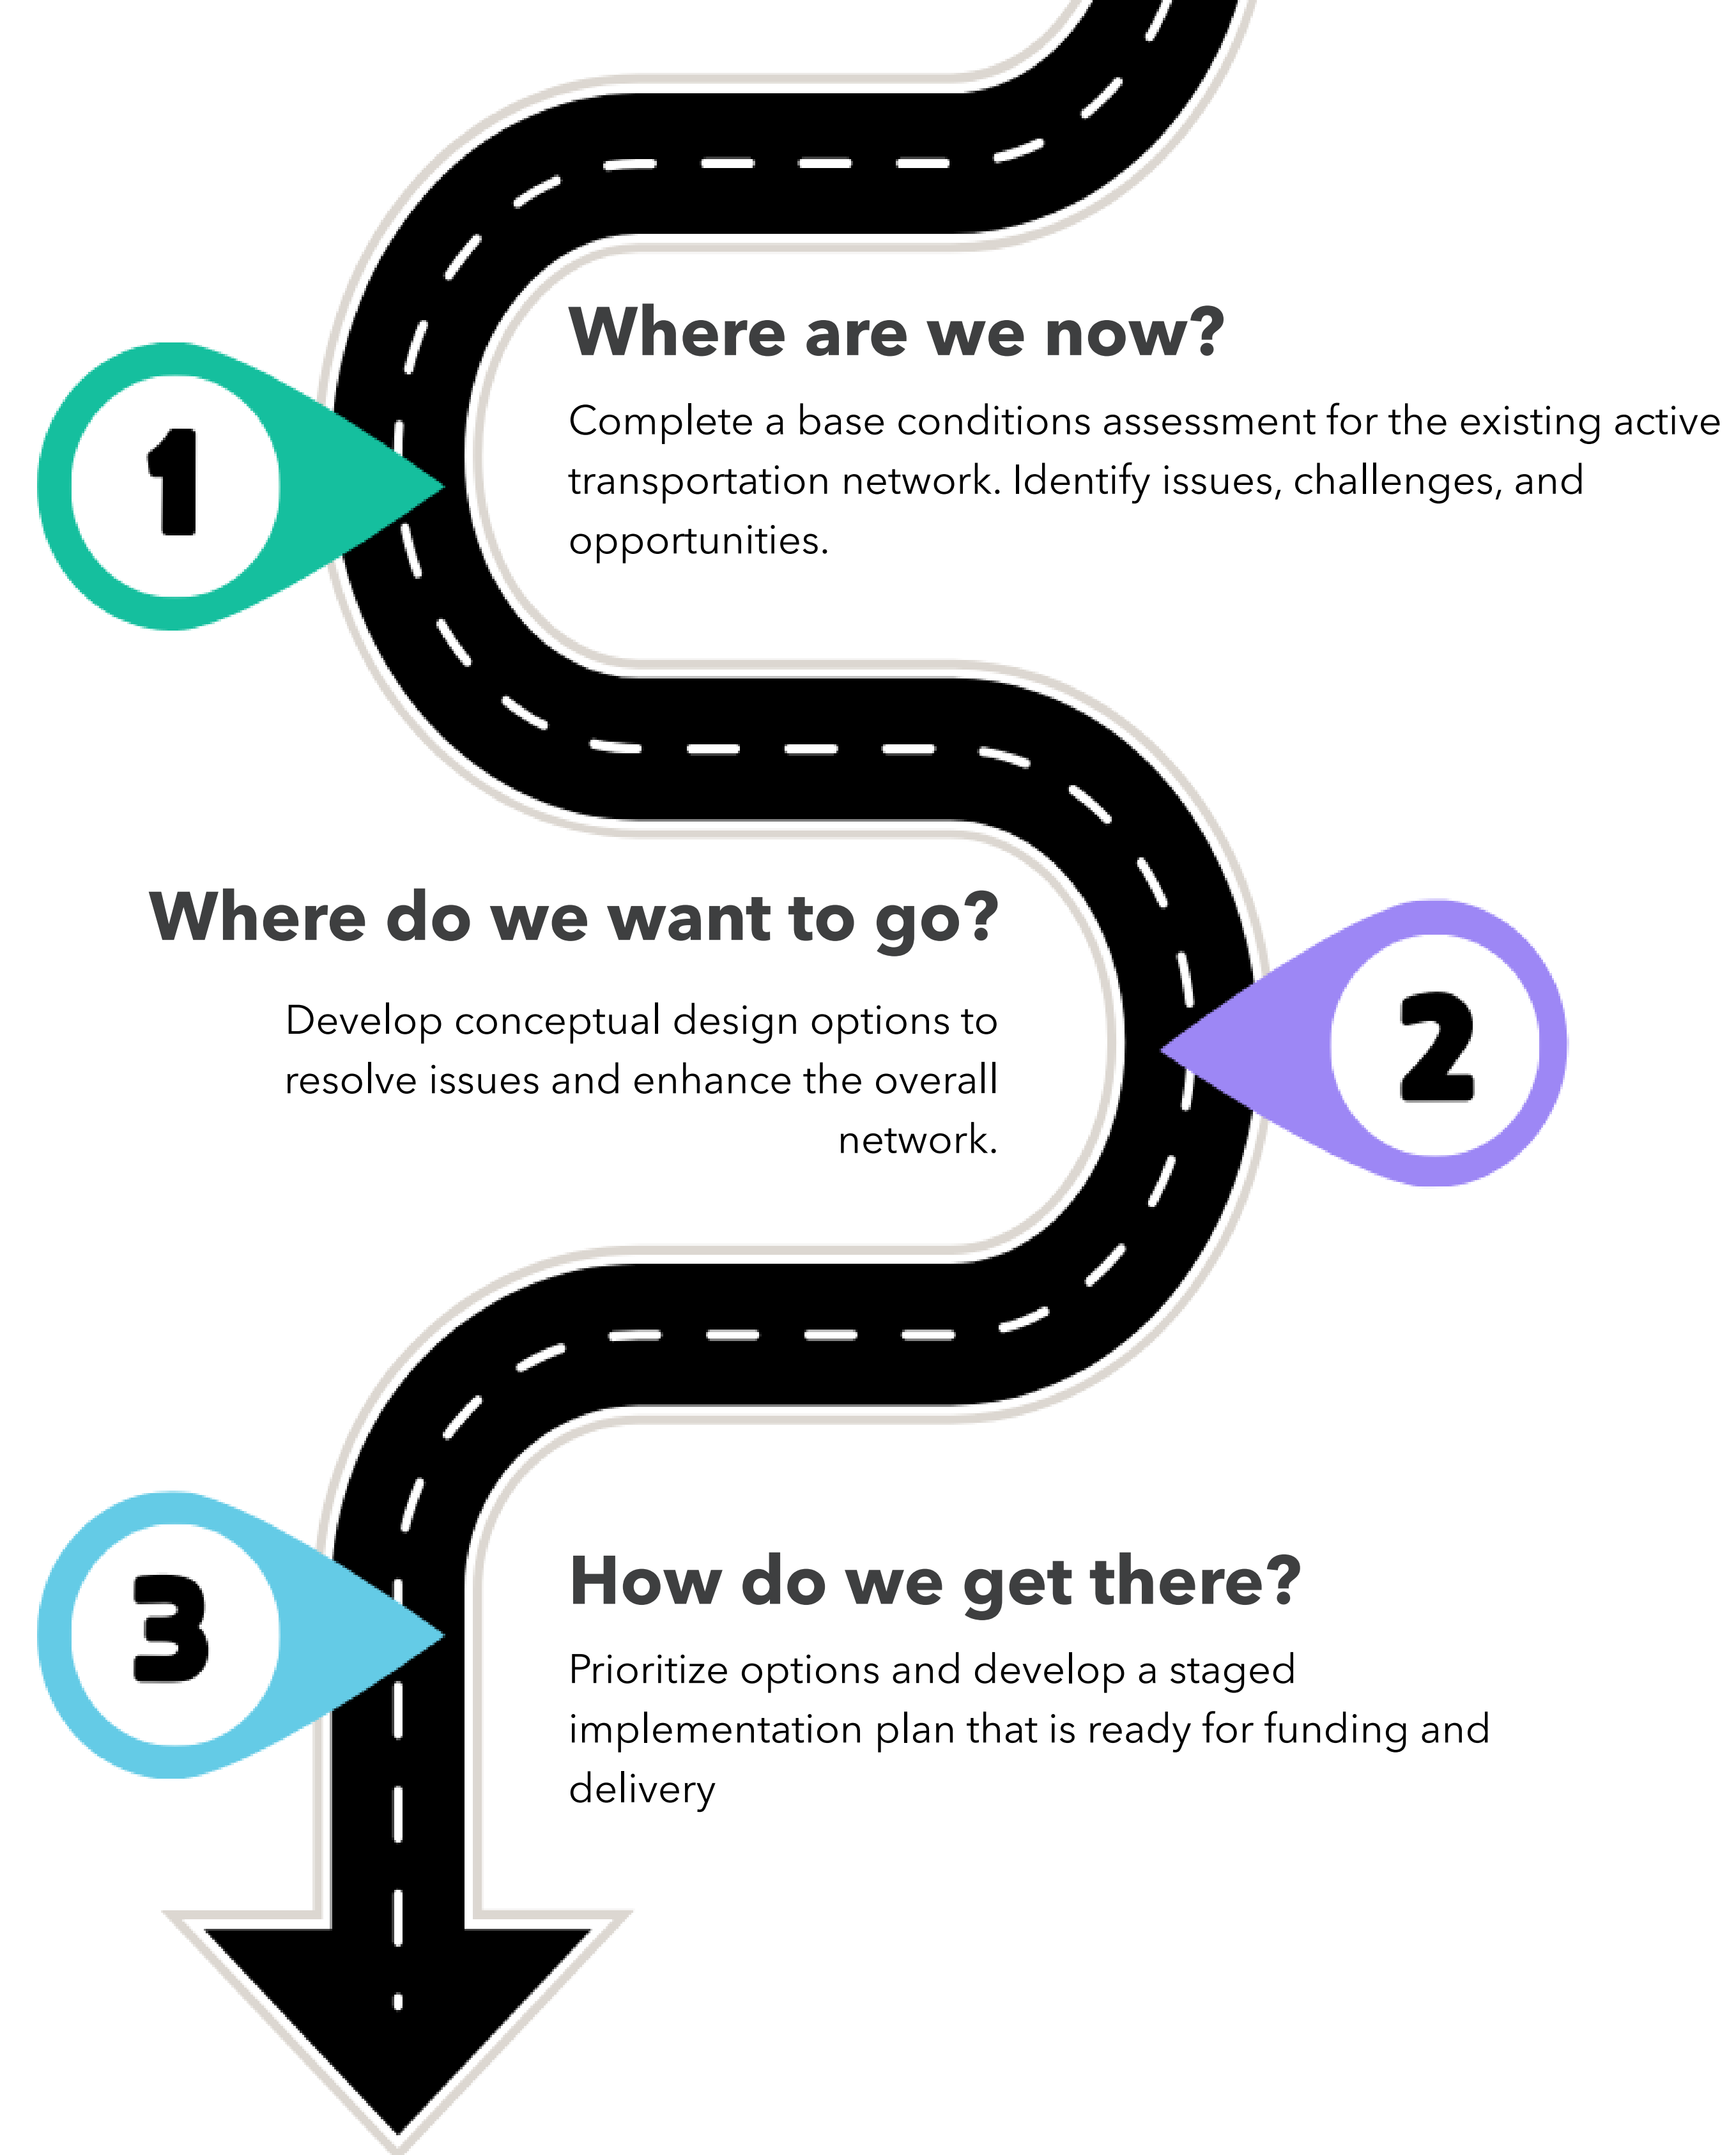 Where are we now?
1
Complete a base conditions assessment for the existing active
transportation network. Identify issues, challenges, and
opportunities.
Where do we want to go?
2
Develop conceptual design options to
resolve issues and enhance the overall
network.
3
How do we get there?
Prioritize options and develop a staged
implementation plan that is ready for funding and
delivery